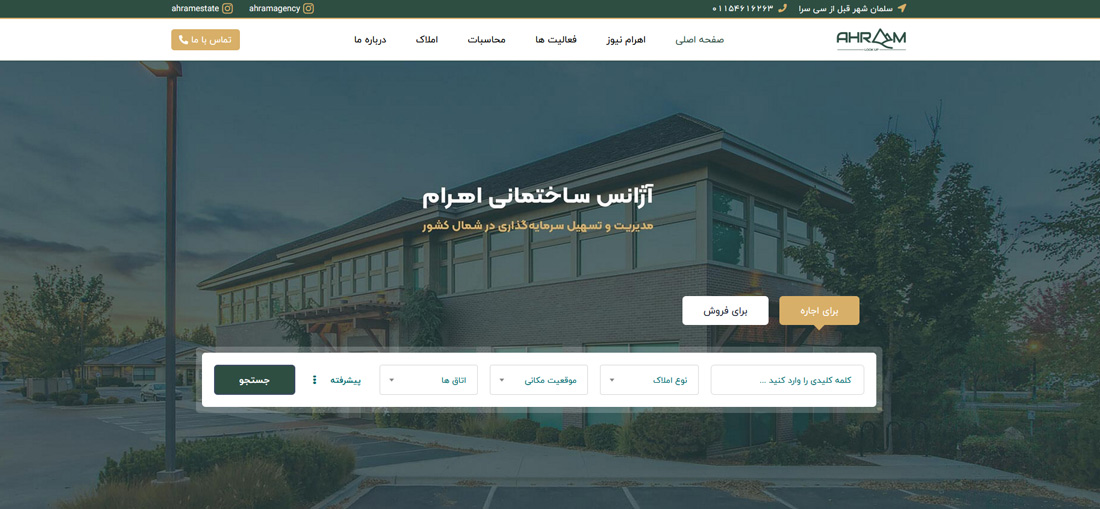 سلمان شهر قبل از سی سرا
۰۱۱۵۴۶۱۶۲۶۳
ahramagency
ahramestate
AHRAM
LOOK UP
صفحه اصلی
اهرام نیوز
فعالیت ها
محاسبات
املاک
درباره ما
تماس با ما
آژانس ساختمانی اهرام
مدیریت و تسهیل سرمایه‌گذاری در شمال کشور
برای اجاره
برای فروش
کلمه کلیدی را وارد کنید ...
نوع املاک
موقعیت مکانی
اتاق ها
پیشرفته
جستجو